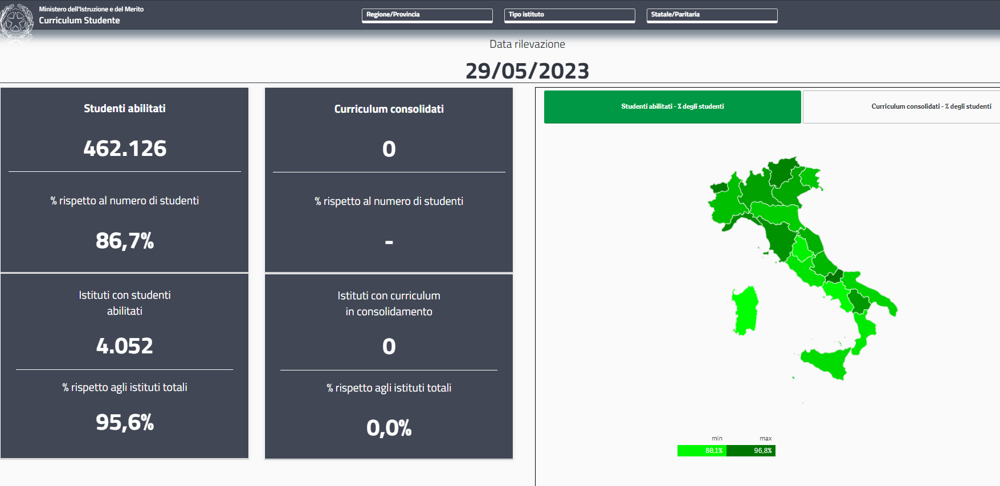 Ministero dell'Istruzione e del Merito
Curriculum Studente
Regione/Provincia
Tipo istituto
Statale/Paritaria
Data rilevazione
29/05/2023
Studenti abilitati
462.126
% rispetto al numero di studenti
86,7%
Istituti con studenti
abilitati
4.052
% rispetto agli istituti totali
95,6%
Curriculum consolidati
0
% rispetto al numero di studenti
-
Istituti con curriculum
in consolidamento
0
% rispetto agli istituti totali
0,0%
Studenti abilitati - % degli studenti
Curriculum consolidati - % degli studenti
min max
80,1% 96,8%